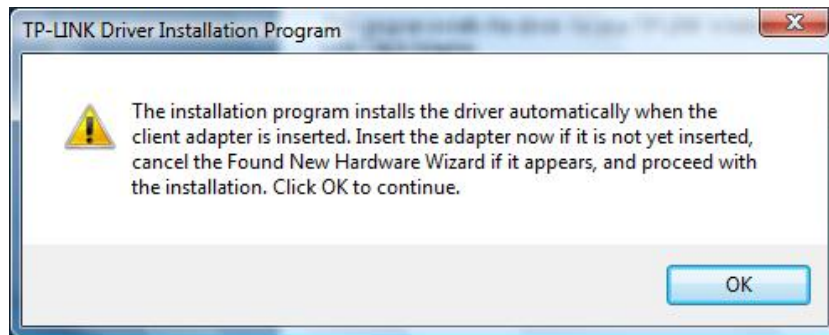 TP-LINK Driver Installation Program
The installation program installs the driver automatically when the
client adapter is inserted. Insert the adapter now if it is not yet inserted,
cancel the Found New Hardware Wizard if it appears, and proceed with
the installation. Click OK to continue.
OK